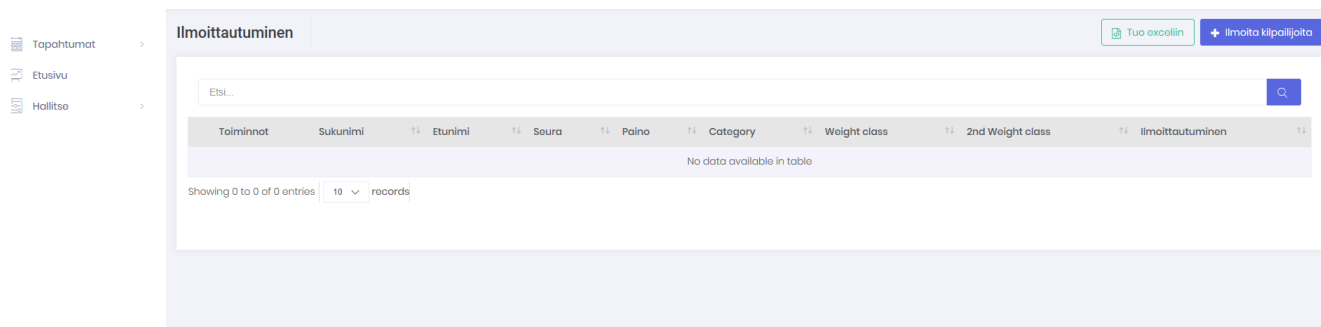 Ilmoittautuminen
Tuo exceliin
Ilmoita kilpailijoita
Tapahtumat
Etusivu
Hallitse
Etsi...
Toiminnot Sukunimi Etunimi Seura Paino Category Weight class 2nd Weight class Ilmoittautuminen
No data available in table
Showing 0 to 0 of 0 entries 10 records